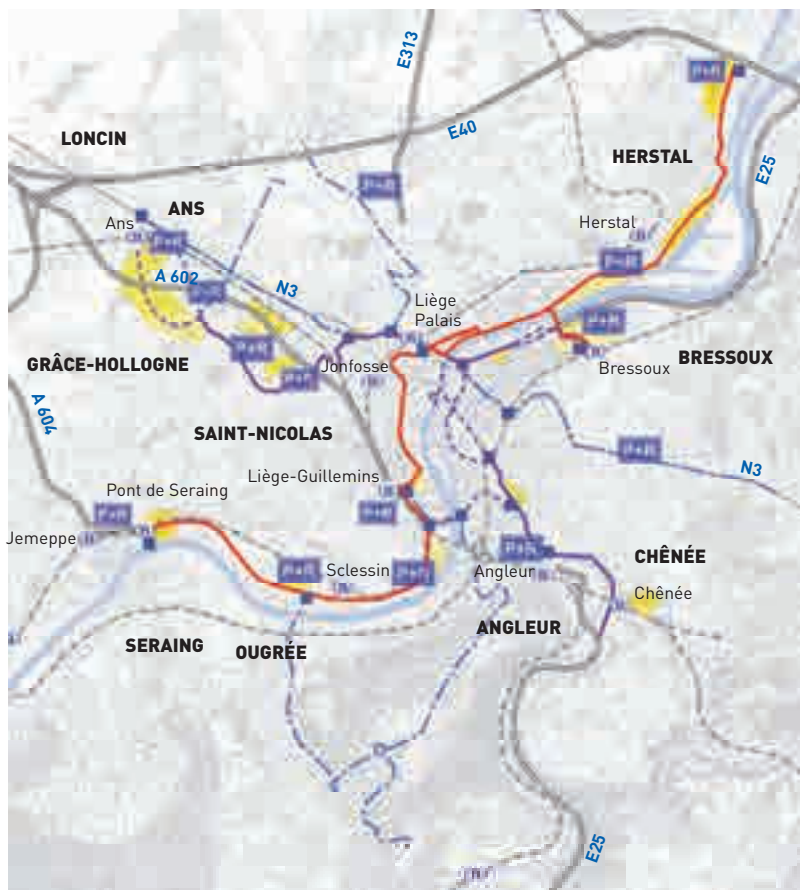 E313
E40
LONCIN
HERSTAL
E25
ANS
Ans
Herstal
A 602
N3
Liège
Palais
GRÂCE-HOLLOGNE
Jonfosse
Bressoux
BRESSOUX
A 604
SAINT-NICOLAS
Liège-Guillemins
N3
Pont de Seraing
Jemeppe
Sclessin
Angleur
CHÊNÉE
Chênée
SERAING
OUGRÉE
ANGLEUR
E25